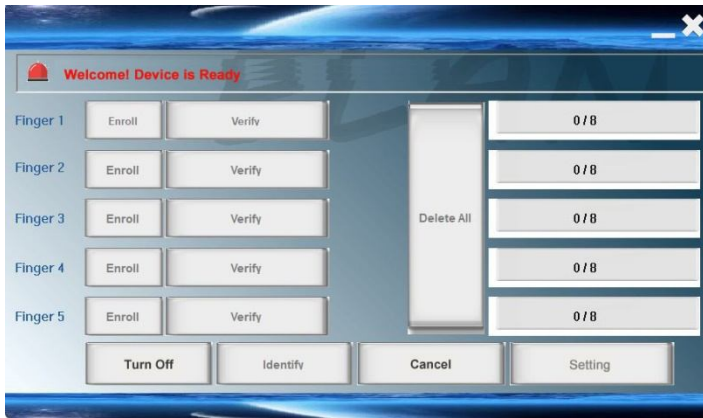 Welcome! Device is Ready
Finger 1 Enroll Verify 0 / 8
Finger 2 Enroll Verify 0 / 8
Finger 3 Enroll Verify Delete All 0 / 8
Finger 4 Enroll Verify 0 / 8
Finger 5 Enroll Verify 0 / 8
Turn Off Identify Cancel Setting